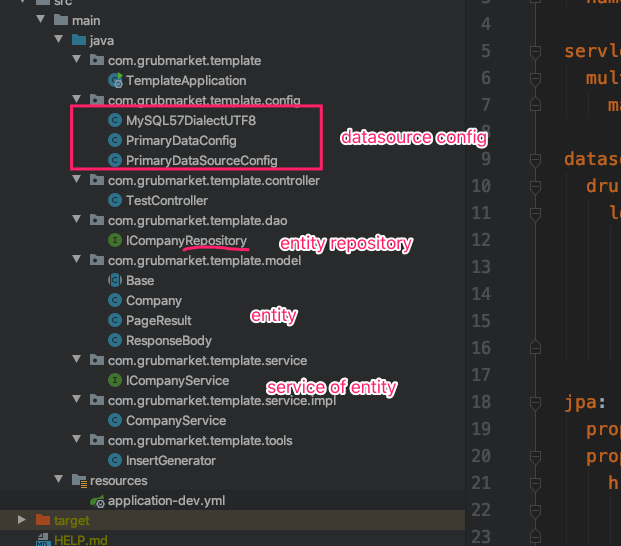 src
main
java
com.grubmarket.template
TemplateApplication
com.grubmarket.template.config
MySQL57DialectUTF8
PrimaryDataConfig
datasource config
PrimaryDataSourceConfig
com.grubmarket.template.controller
TestController
com.grubmarket.template.dao
ICompanyRepository
entity repository
com.grubmarket.template.model
Base
Company
entity
PageResult
ResponseBody
com.grubmarket.template.service
ICompanyService
service of entity
com.grubmarket.template.service.impl
CompanyService
com.grubmarket.template.tools
InsertGenerator
resources
application-dev.yml
target
HELP.md
5 servle
6 mul
7 ma
8
9 datas
10 dru
11 l
12
13
14
15
16
17
18 jpa:
19 prop
20 prop
21 h
22
23